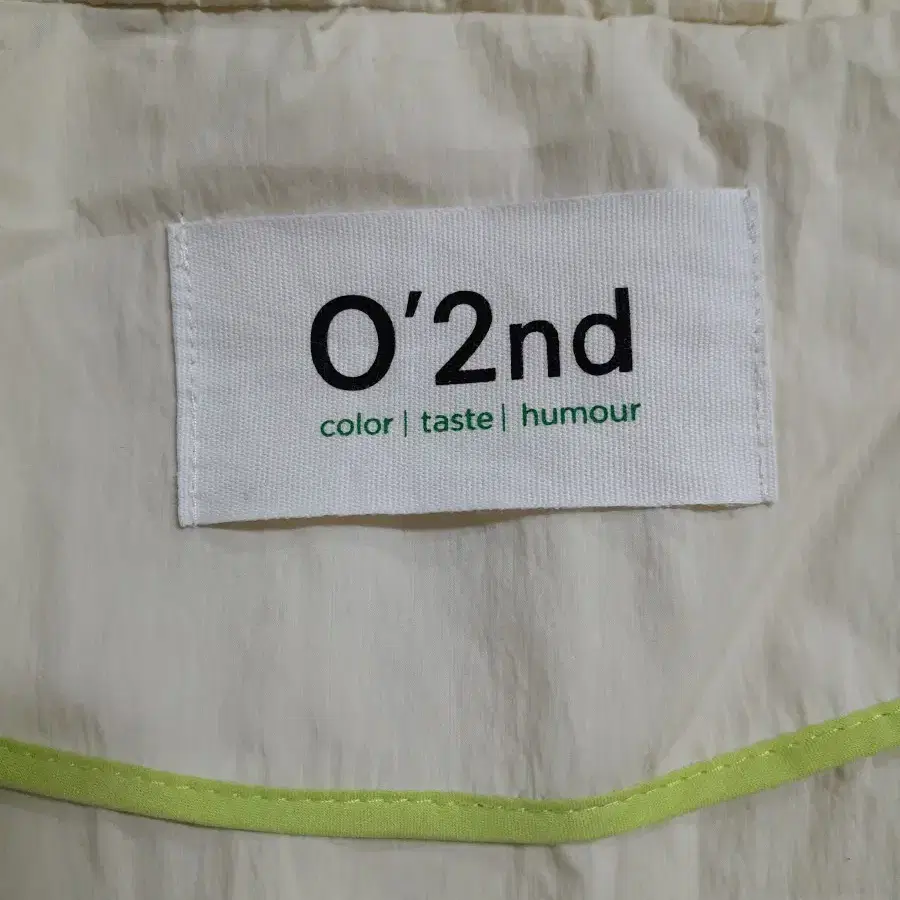 O'2nd
color | taste | humour